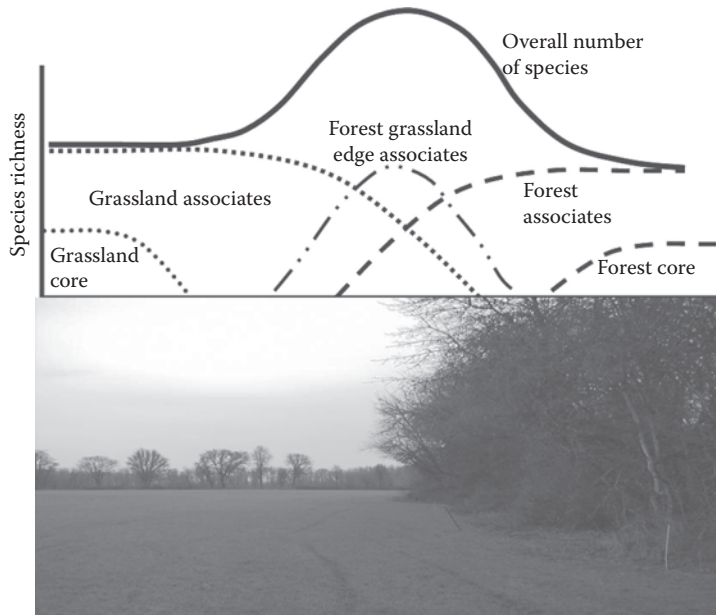 Overall number
of species
Species richness
Forest grassland
edge associates
Grassland associates
Forest
associates
Grassland
core
Forest core